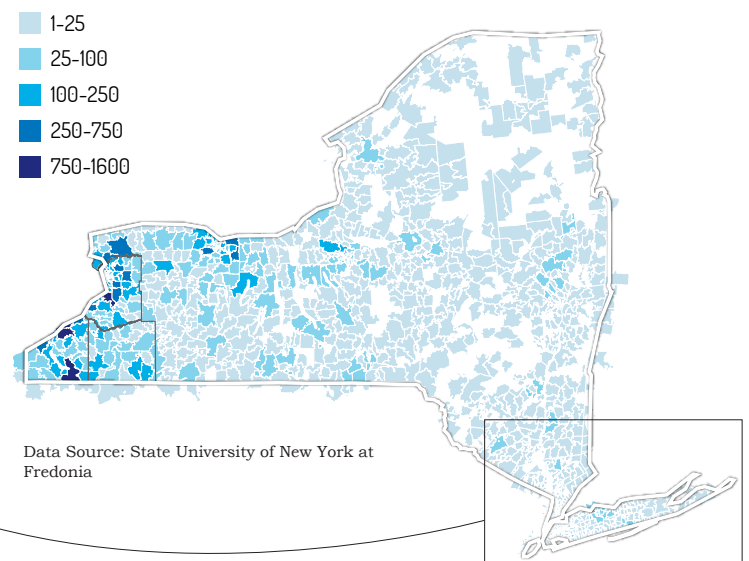 1-25
25-100
100-250
250-750
750-1600
Data Source: State University of New York at
Fredonia